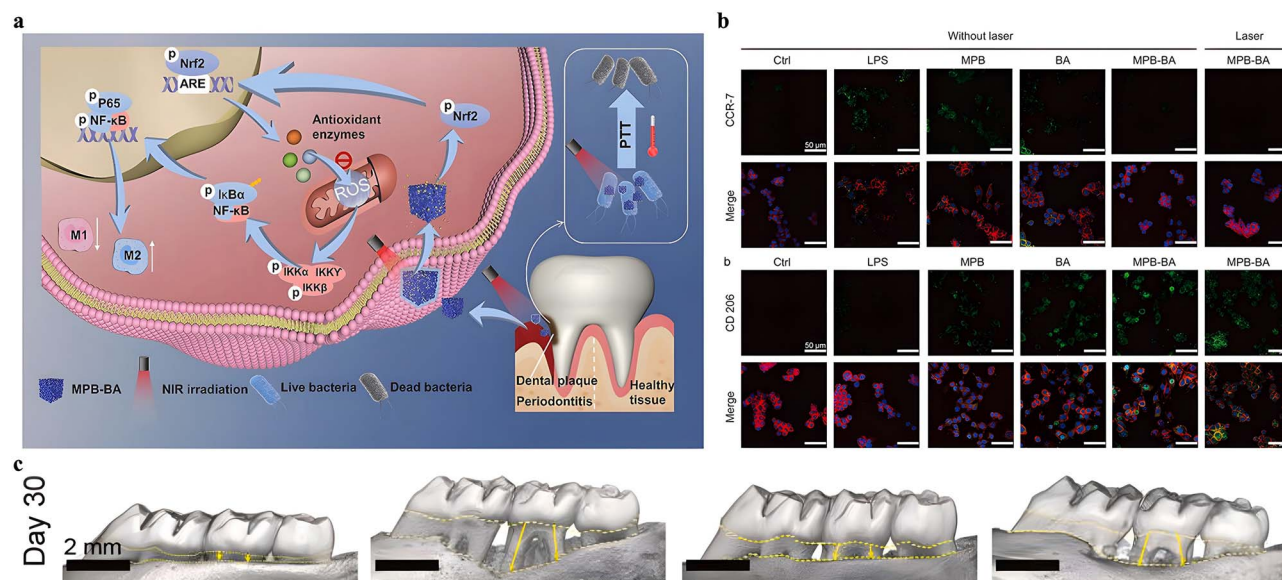 a
p
Nrf2
ARE
p
P65
p
NF-κB
Antioxidant
enzymes
ROS
p
Nrf2
p
IκBα
NF-κB
M1
M2
p
IKKα IKKγ
p
IKKβ
PTT
Dental plaque
Periodontitis
Healthy
tissue
MPB-BA
NIR irradiation
Live bacteria
Dead bacteria
b
Without laser
Laser
Ctrl
LPS
MPB
BA
MPB-BA
MPB-BA
CCR-7
50 μm
Merge
b
Ctrl
LPS
MPB
BA
MPB-BA
MPB-BA
CD 206
50 μm
Merge
c
Day 30
2 mm